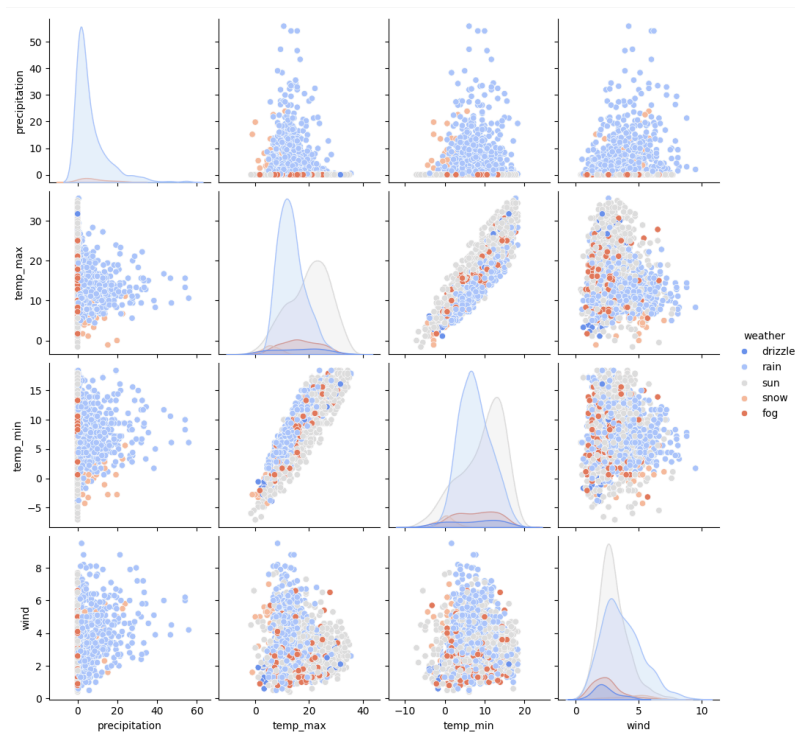 50
40
30
20
10
0
precipitation
30
20
10
0
temp_max
15
10
5
0
−5
temp_min
8
6
4
2
0
wind
0 20 40 60
precipitation
0 20 40
temp_max
−10 0 10 20
temp_min
0 5 10
wind
weather
drizzle
rain
sun
snow
fog